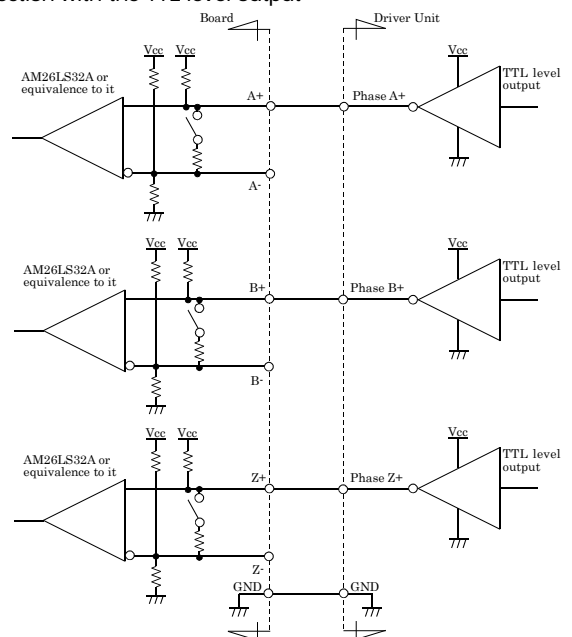 ection with the TTL level output
Board
Driver Unit
Vcc Vcc
Vcc
AM26LS32A or
equivalence to it
A+
Phase A+
TTL level
output
A-
Vcc Vcc
Vcc
AM26LS32A or
equivalence to it
B+
Phase B+
TTL level
output
B-
Vcc Vcc
Vcc
AM26LS32A or
equivalence to it
Z+
Phase Z+
TTL level
output
Z-
GND
GND